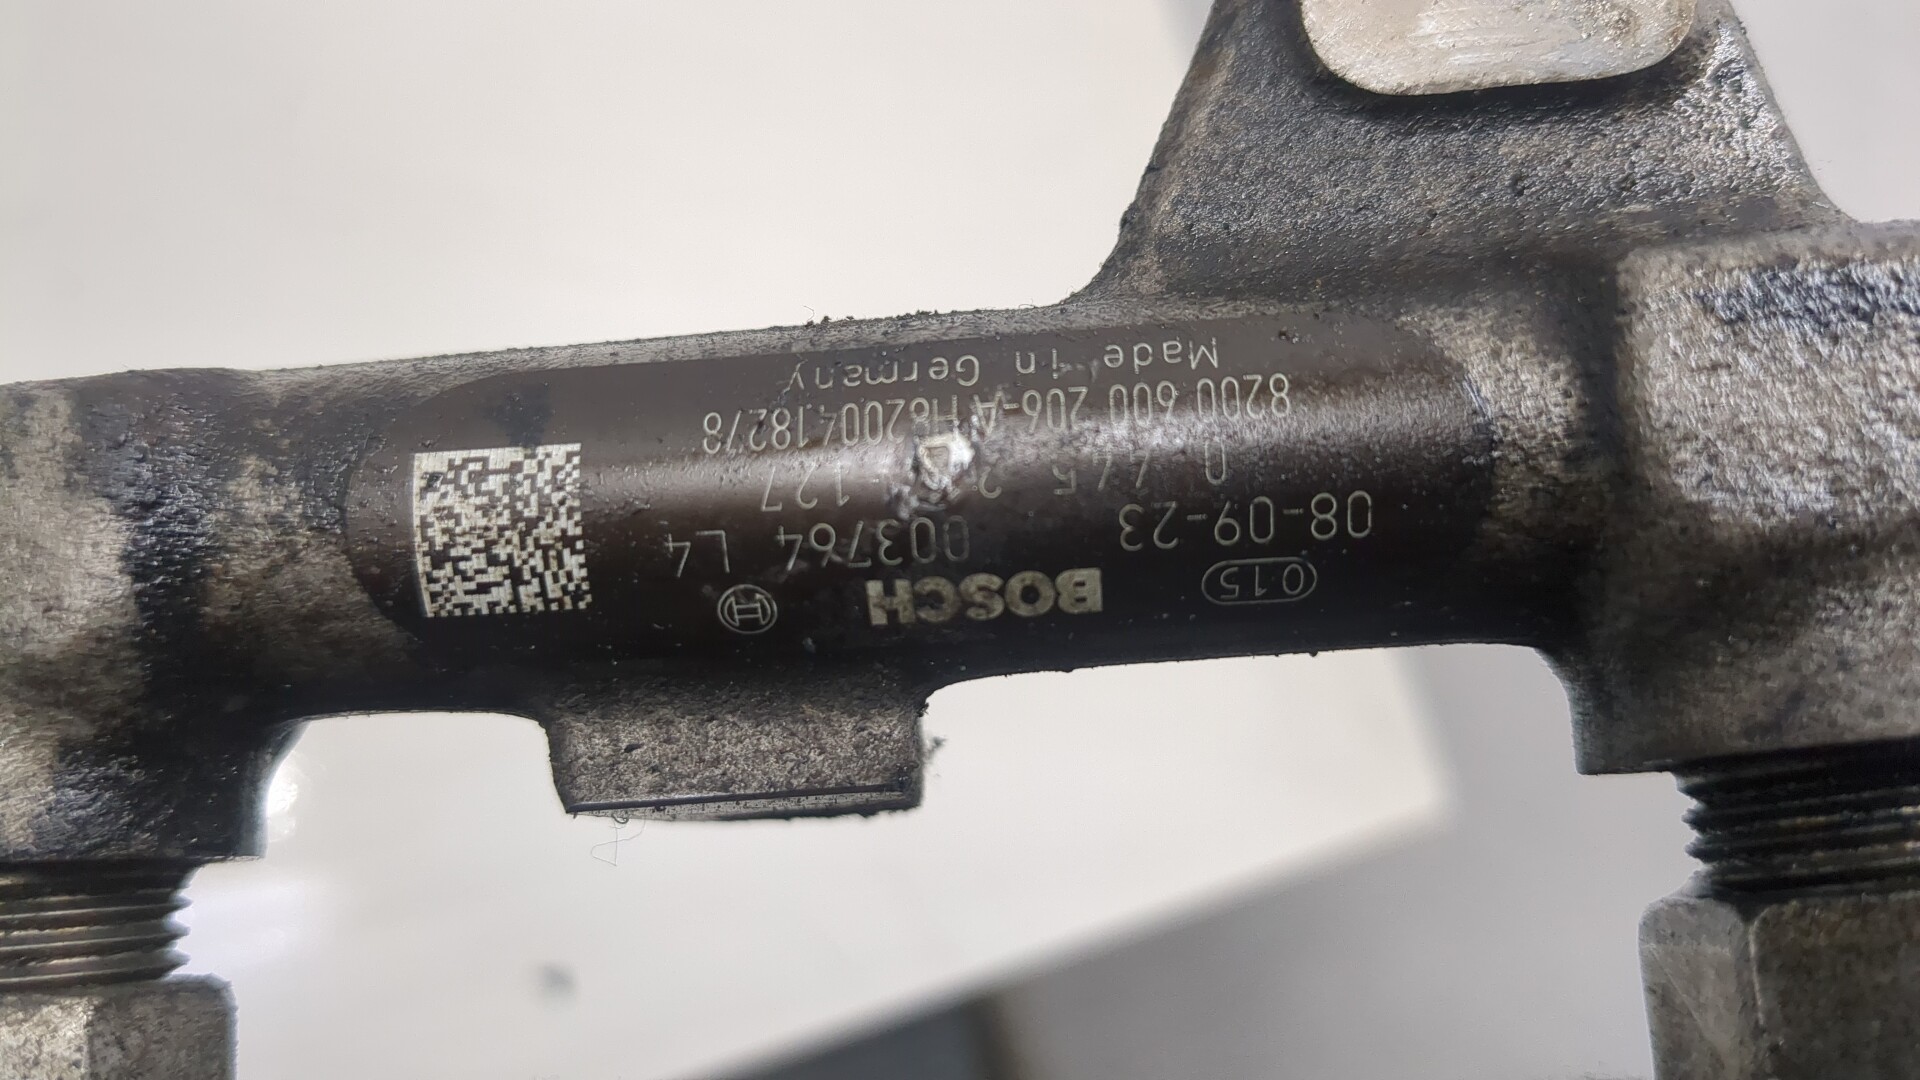 015 BOSCH
08-09-23 003764 L4
0 445 127
8200 600 206-A H8200418278
Made in Germany